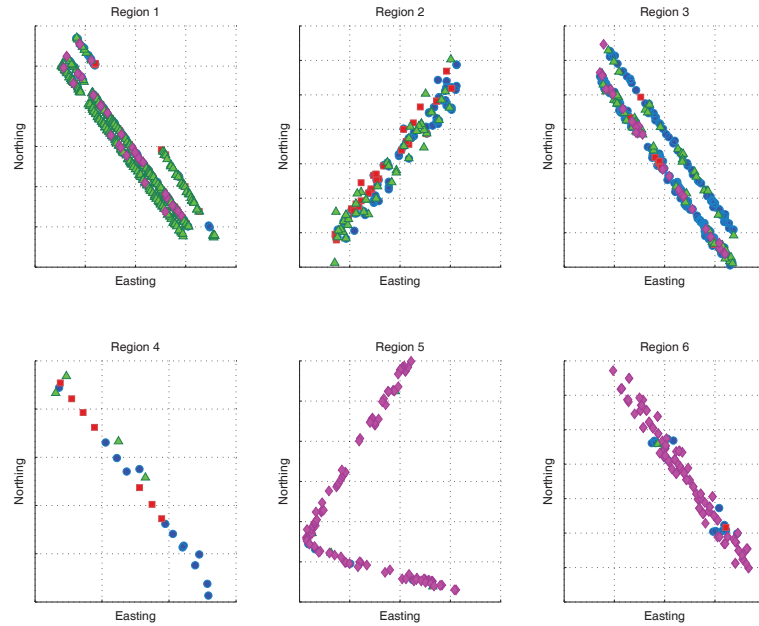 Region 1
Region 2
Region 3
Northing
Northing
Northing
Easting
Easting
Easting
Region 4
Region 5
Region 6
Northing
Northing
Northing
Easting
Easting
Easting